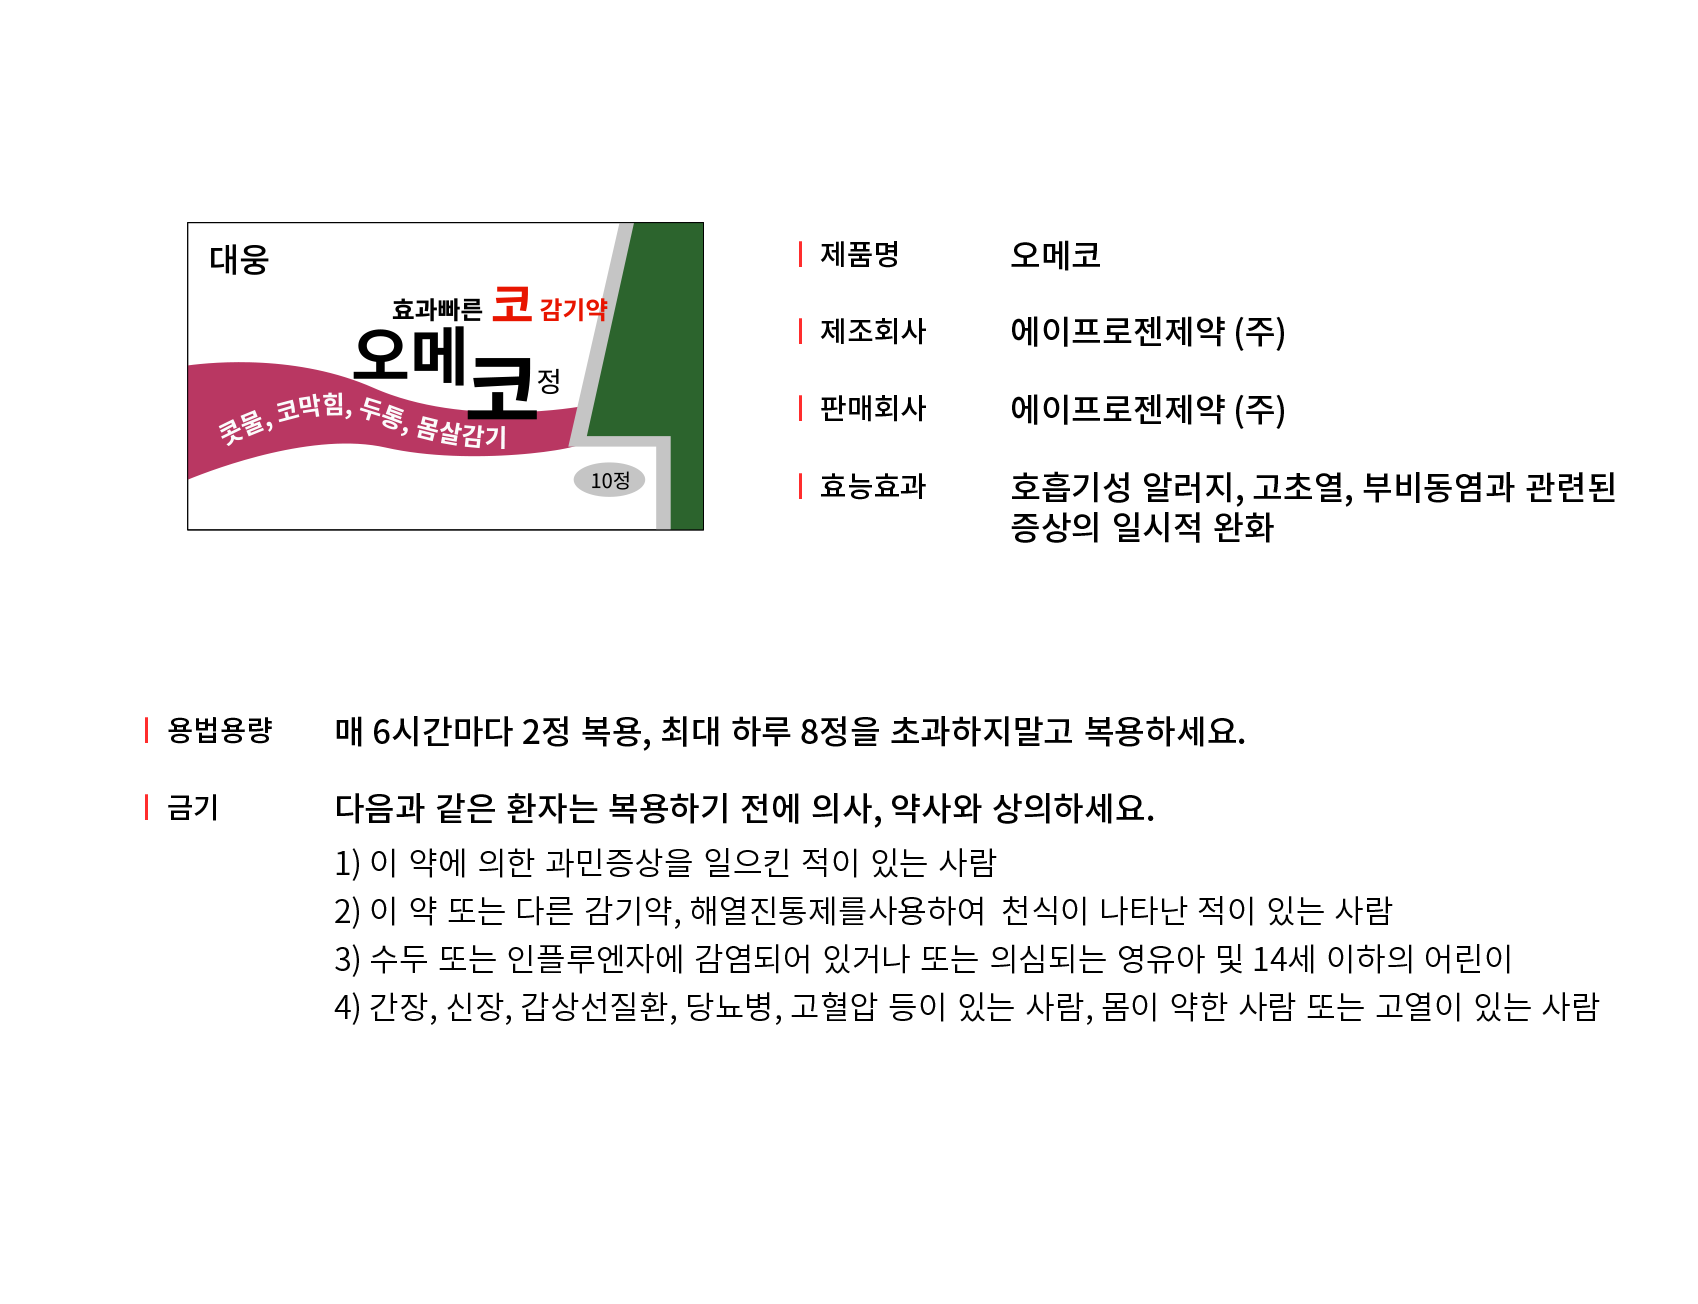 대웅
효과빠른 코 감기약
오메코정
콧물, 코막힘, 두통, 몸살감기
10정
제품명 오메코
제조회사 에이프로젠제약 (주)
판매회사 에이프로젠제약 (주)
효능효과 호흡기성 알러지, 고초열, 부비동염과 관련된
증상의 일시적 완화
용법용량 매 6시간마다 2정 복용, 최대 하루 8정을 초과하지말고 복용하세요.
금기 다음과 같은 환자는 복용하기 전에 의사, 약사와 상의하세요.
1) 이 약에 의한 과민증상을 일으킨 적이 있는 사람
2) 이 약 또는 다른 감기약, 해열진통제를사용하여 천식이 나타난 적이 있는 사람
3) 수두 또는 인플루엔자에 감염되어 있거나 또는 의심되는 영유아 및 14세 이하의 어린이
4) 간장, 신장, 갑상선질환, 당뇨병, 고혈압 등이 있는 사람, 몸이 약한 사람 또는 고열이 있는 사람